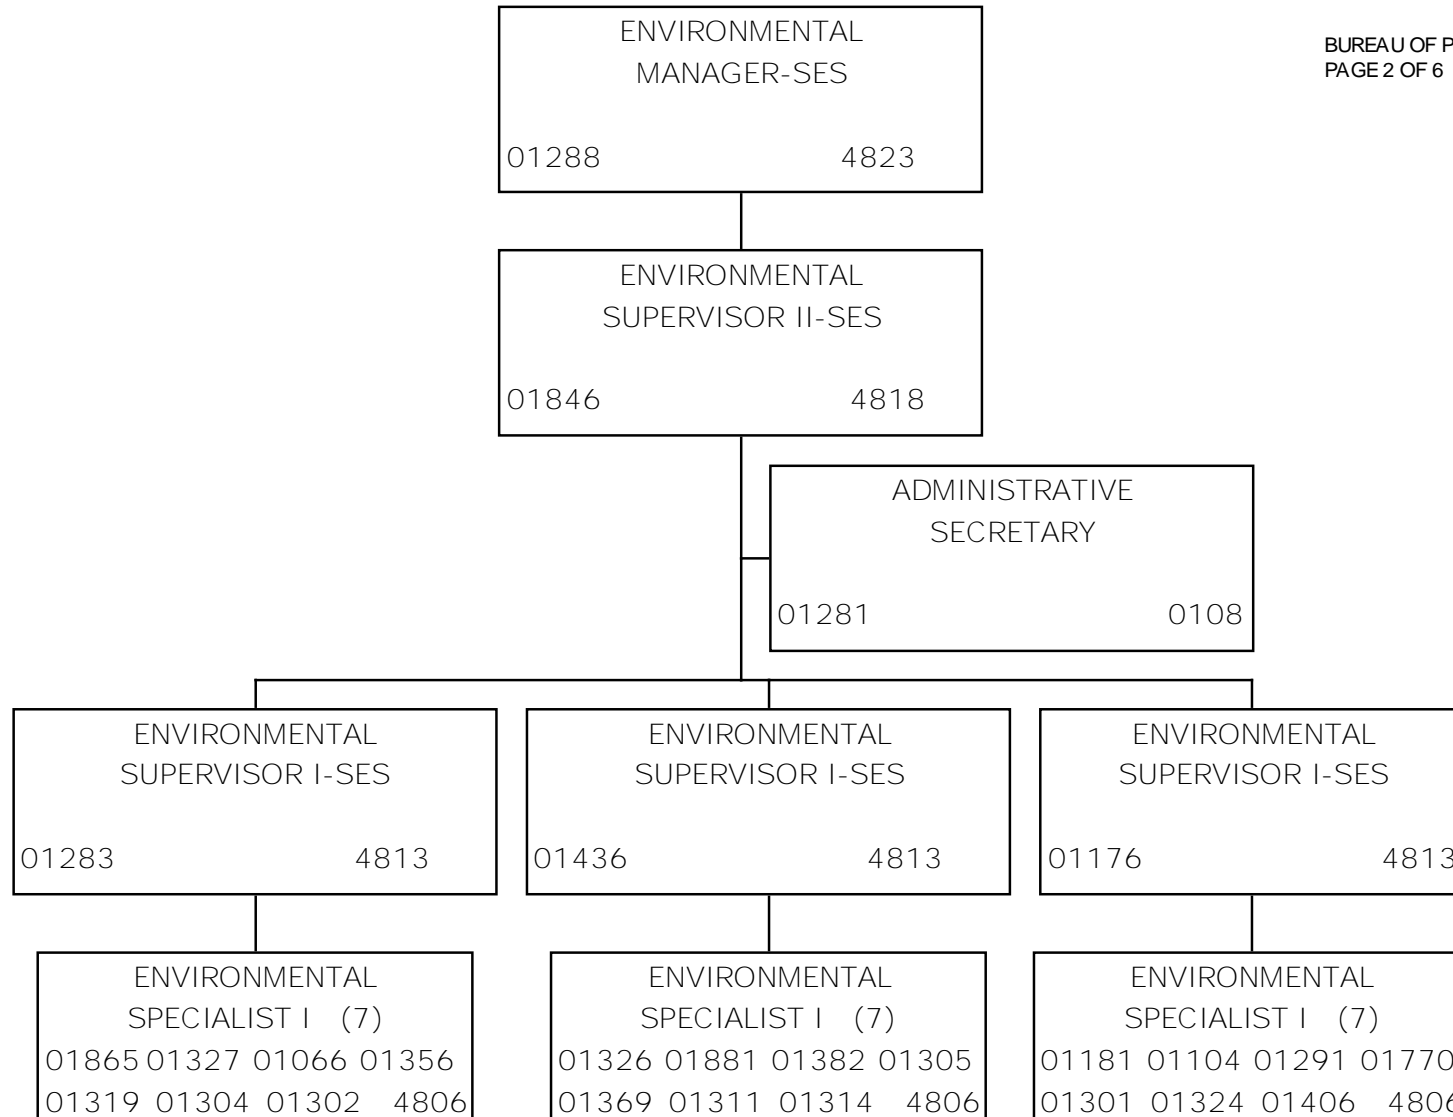 BUREAU OF P
PAGE 2 OF 6
ENVIRONMENTAL
MANAGER-SES
01288 4823
ENVIRONMENTAL
SUPERVISOR II-SES
01846 4818
ADMINISTRATIVE
SECRETARY
01281 0108
ENVIRONMENTAL
SUPERVISOR I-SES
01283 4813
ENVIRONMENTAL
SUPERVISOR I-SES
01436 4813
ENVIRONMENTAL
SUPERVISOR I-SES
01176 4813
ENVIRONMENTAL
SPECIALIST I (7)
01865 01327 01066 01356
01319 01304 01302 4806
ENVIRONMENTAL
SPECIALIST I (7)
01326 01881 01382 01305
01369 01311 01314 4806
ENVIRONMENTAL
SPECIALIST I (7)
01181 01104 01291 01770
01301 01324 01406 4806